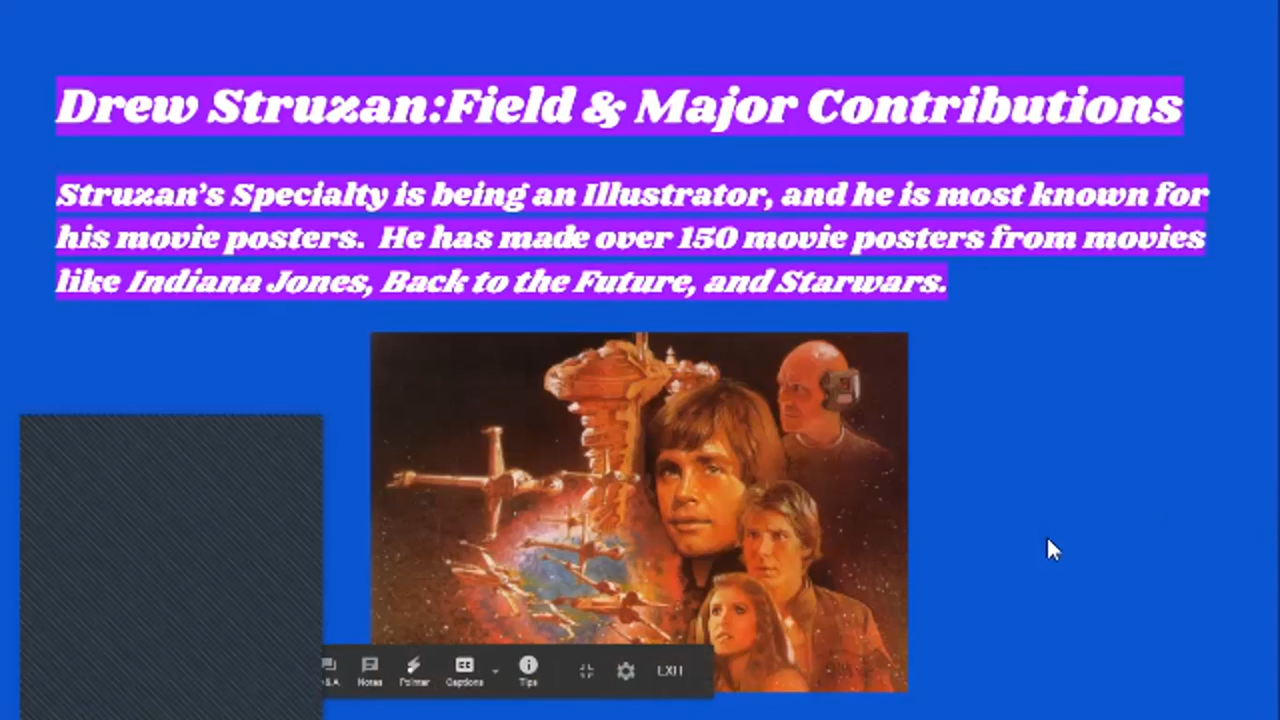 Drew Struzan:Field & Major Contributions
Struzan's Specialty is being an Illustrator, and he is most known for
his movie posters.  He has made over 150 movie posters from movies
like Indiana Jones, Back to the Future, and Starwars.
Notes Pointer Captions Tips EXIT